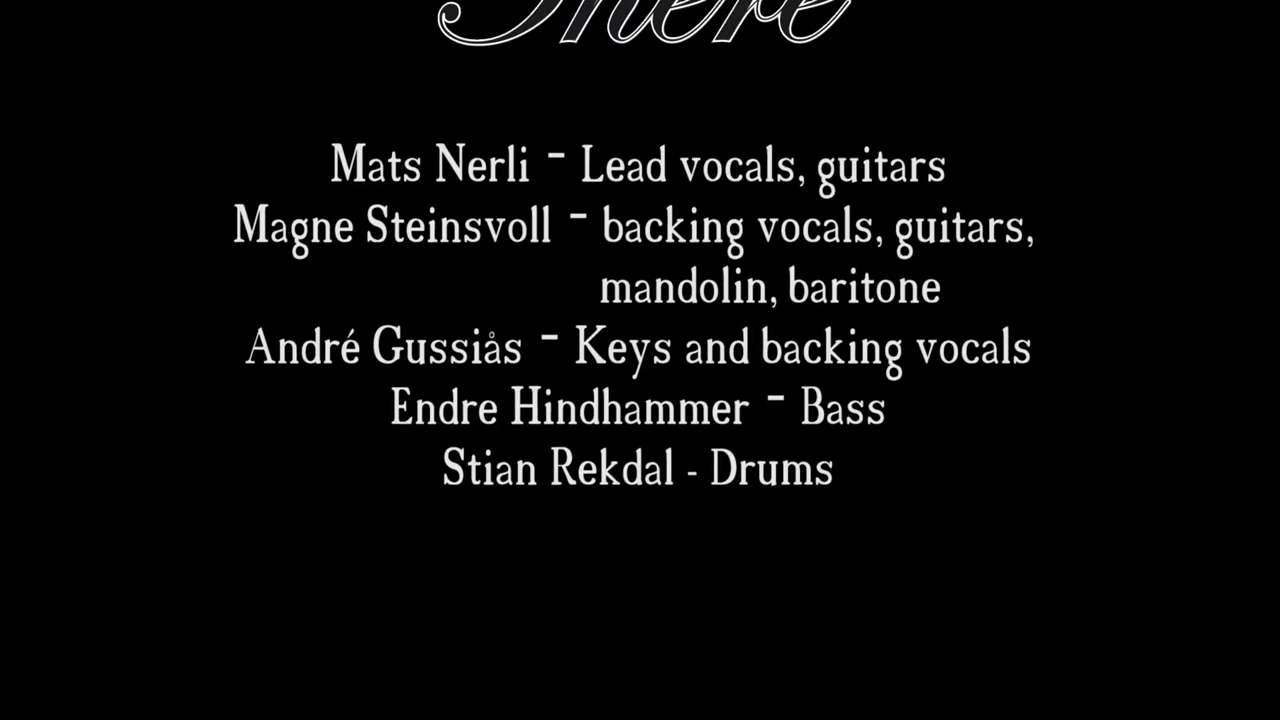 There
Mats Nerli - Lead vocals, guitars
Magne Steinsvoll - backing vocals, guitars,
mandolin, baritone
André Gussiås - Keys and backing vocals
Endre Hindhammer - Bass
Stian Rekdal - Drums